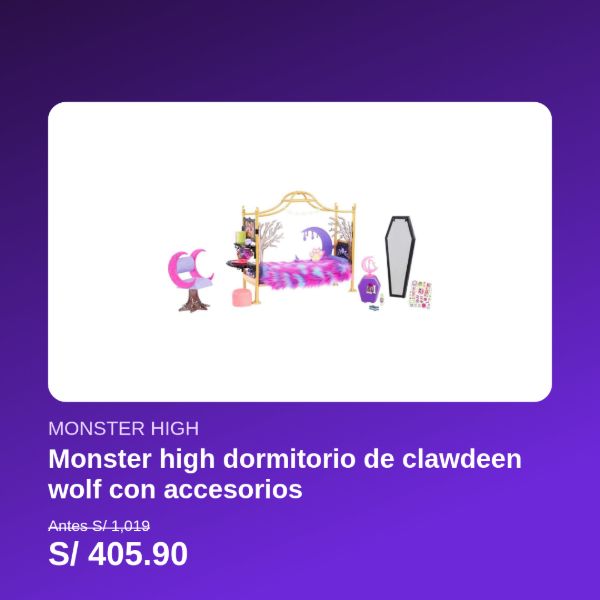 MONSTER HIGH
Monster high dormitorio de clawdeen
wolf con accesorios
Antes S/ 1,019
S/ 405.90